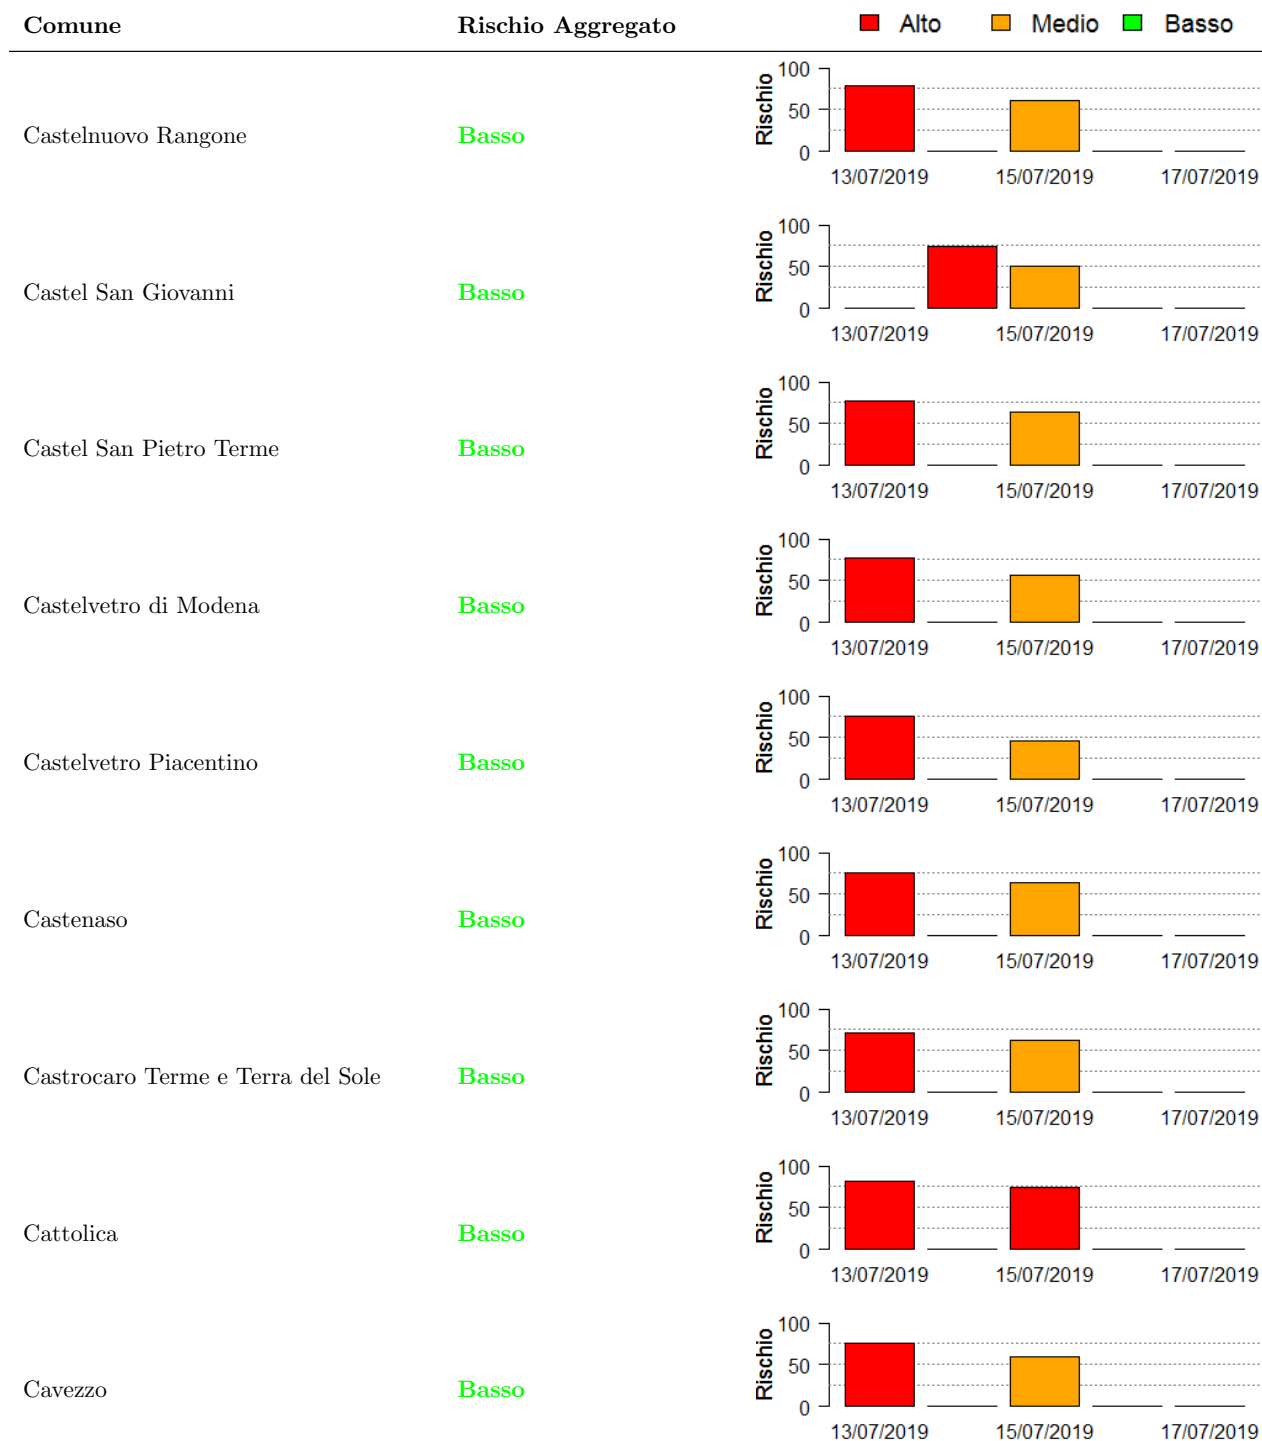 Comune Rischio Aggregato Alto Medio Basso
100
50
0
Rischio
Castelnuovo Rangone Basso
13/07/2019 15/07/2019 17/07/2019
100
50
0
Rischio
Castel San Giovanni Basso
13/07/2019 15/07/2019 17/07/2019
100
50
0
Rischio
Castel San Pietro Terme Basso
13/07/2019 15/07/2019 17/07/2019
100
50
0
Rischio
Castelvetro di Modena Basso
13/07/2019 15/07/2019 17/07/2019
100
50
0
Rischio
Castelvetro Piacentino Basso
13/07/2019 15/07/2019 17/07/2019
100
50
0
Rischio
Castenaso Basso
13/07/2019 15/07/2019 17/07/2019
100
50
0
Rischio
Castrocaro Terme e Terra del Sole Basso
13/07/2019 15/07/2019 17/07/2019
100
50
0
Rischio
Cattolica Basso
13/07/2019 15/07/2019 17/07/2019
100
50
0
Rischio
Cavezzo Basso
13/07/2019 15/07/2019 17/07/2019